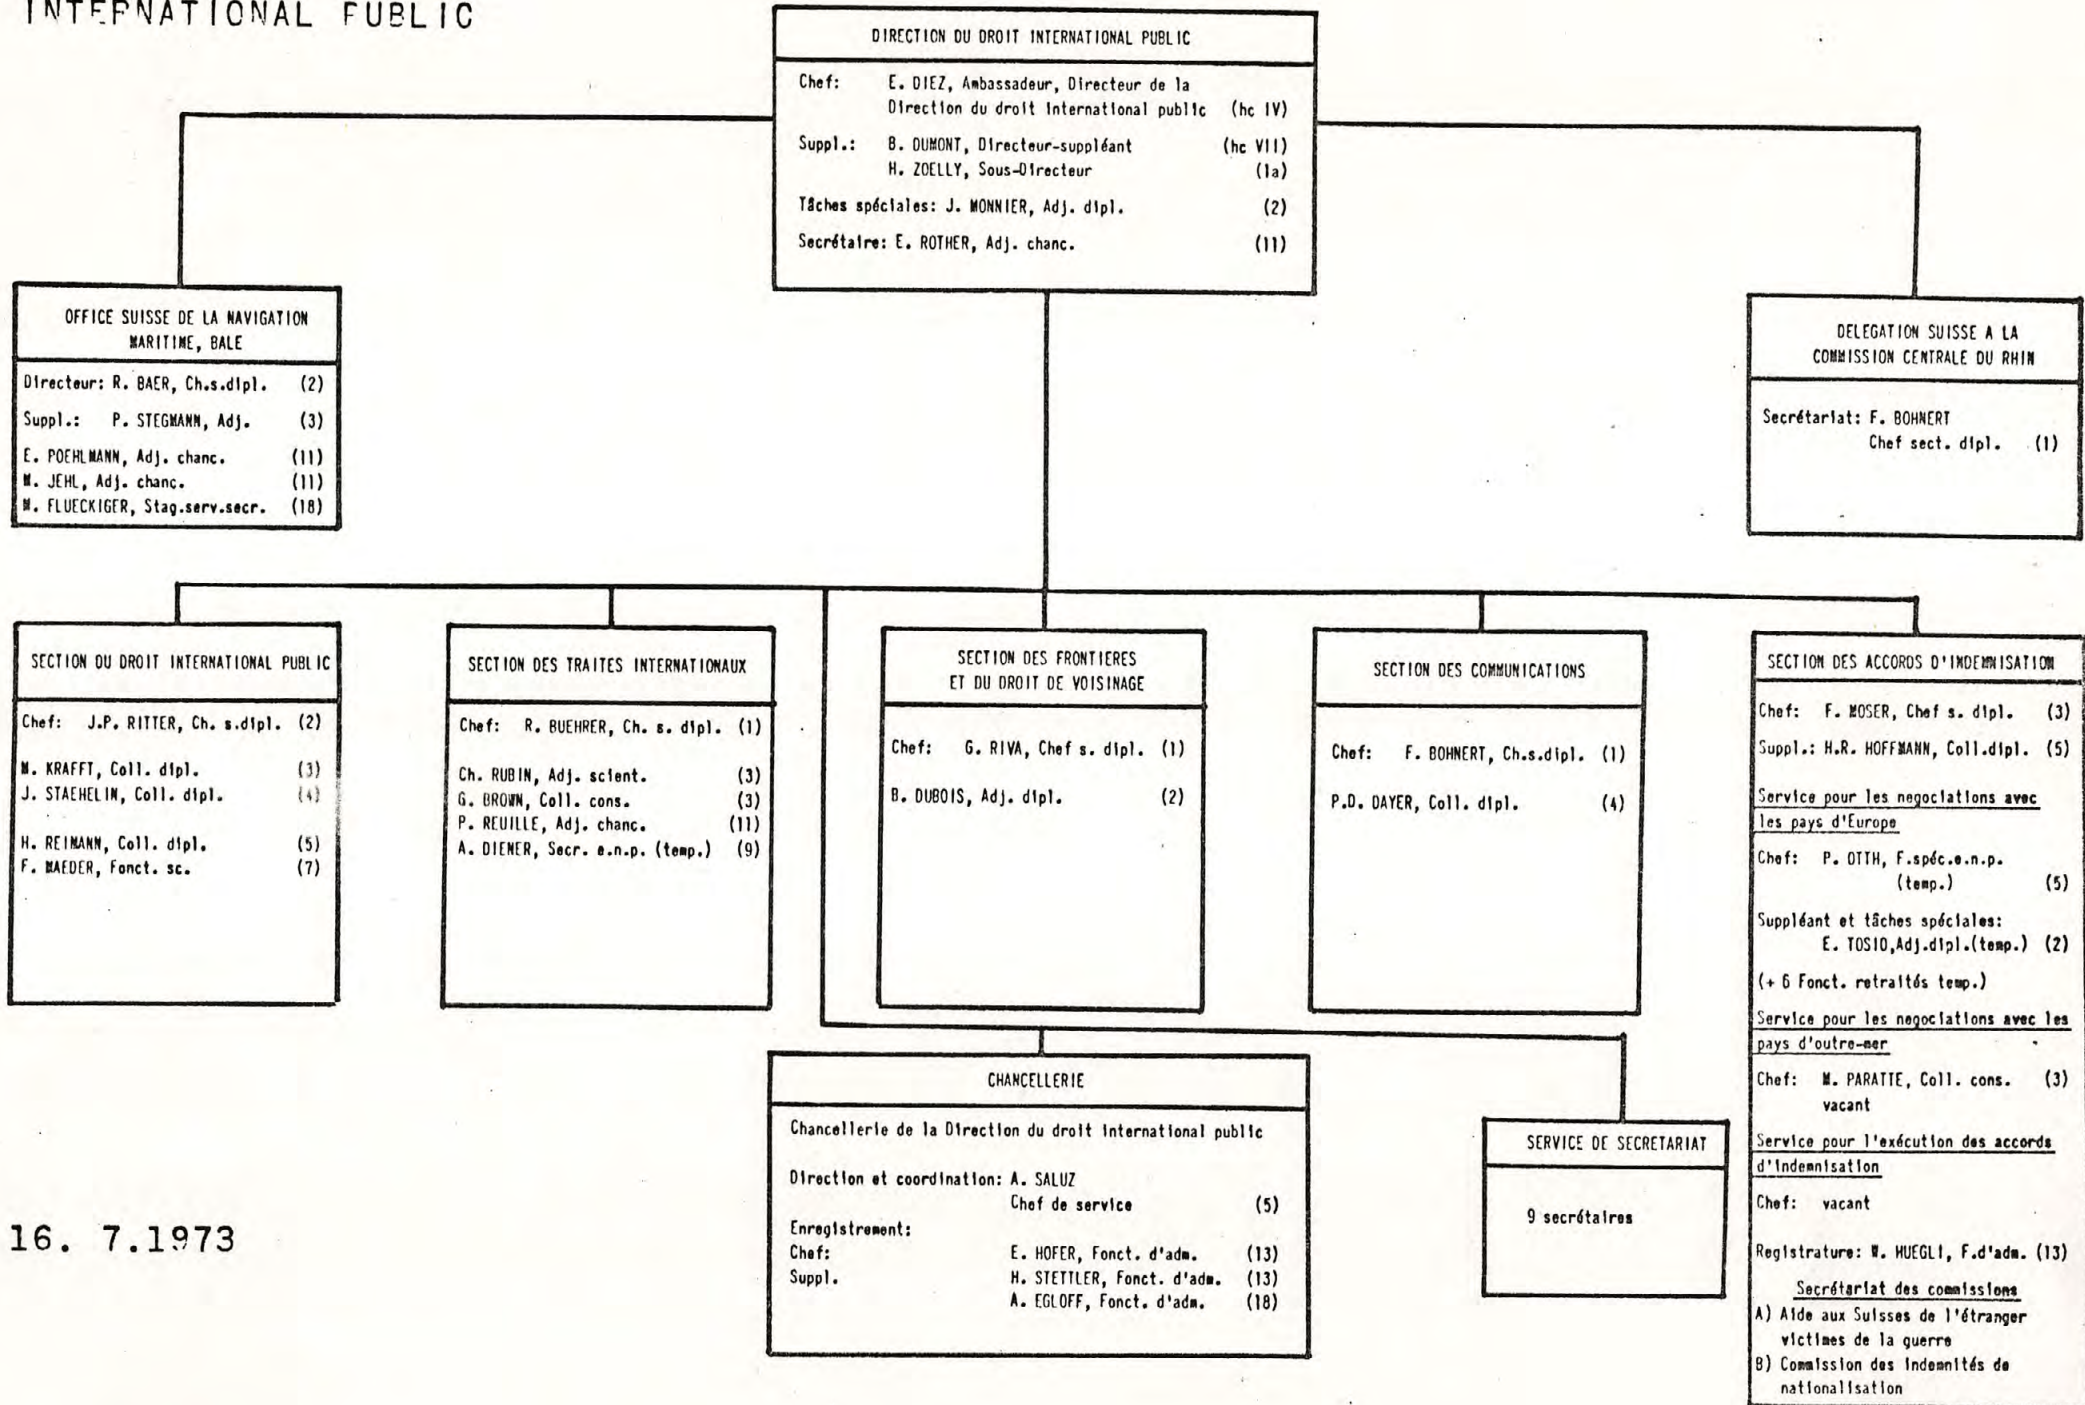 INTERNATIONAL PUBLIC
DIRECTION DU DROIT INTERNATIONAL PUBLIC
Chef: E. DIEZ, Ambassadeur, Directeur de la
Direction du droit international public (hc IV)
Suppl.: B. DUMONT, Directeur-suppléant (hc VII)
H. ZOELLY, Sous-Directeur (1a)
Tâches spéciales: J. MONNIER, Adj. dipl. (2)
Secrétaire: E. ROTHER, Adj. chanc. (11)
OFFICE SUISSE DE LA NAVIGATION
MARITIME, BALE
Directeur: R. BAER, Ch.s.dipl. (2)
Suppl.: P. STEGMANN, Adj. (3)
E. POEHLMANN, Adj. chanc. (11)
M. JEHL, Adj. chanc. (11)
M. FLUECKIGER, Stag.serv.secr. (18)
DELEGATION SUISSE A LA
COMMISSION CENTRALE DU RHIN
Secrétariat: F. BOHNERT
Chef sect. dipl. (1)
SECTION DU DROIT INTERNATIONAL PUBLIC
Chef: J.P. RITTER, Ch. s.dipl. (2)
M. KRAFFT, Coll. dipl. (3)
J. STAEHELIN, Coll. dipl. (4)
H. REIMANN, Coll. dipl. (5)
F. MAEDER, Fonct. sc. (7)
SECTION DES TRAITES INTERNATIONAUX
Chef: R. BUEHRER, Ch. s. dipl. (1)
Ch. RUBIN, Adj. scient. (3)
G. BROWN, Coll. cons. (3)
P. REUILLE, Adj. chanc. (11)
A. DIENER, Secr. e.n.p. (temp.) (9)
SECTION DES FRONTIERES
ET DU DROIT DE VOISINAGE
Chef: G. RIVA, Chef s. dipl. (1)
B. DUBOIS, Adj. dipl. (2)
SECTION DES COMMUNICATIONS
Chef: F. BOHNERT, Ch.s.dipl. (1)
P.D. DAYER, Coll. dipl. (4)
SECTION DES ACCORDS D'INDEMNISATION
Chef: F. MOSER, Chef s. dipl. (3)
Suppl.: H.R. HOFFMANN, Coll.dipl. (5)
Service pour les negociations avec
les pays d'Europe
Chef: P. OTTH, F.spéc.e.n.p.
(temp.) (5)
Suppléant et tâches spéciales:
E. TOSIO,Adj.dipl.(temp.) (2)
(+ 6 Fonct. retraités temp.)
Service pour les negociations avec les
pays d'outre-mer
Chef: M. PARATTE, Coll. cons. (3)
vacant
Service pour l'exécution des accords
d'indemnisation
Chef: vacant
Registrature: W. HUEGLI, F.d'adm. (13)
Secrétariat des commissions
A) Aide aux Suisses de l'étranger
victimes de la guerre
B) Commission des indemnités de
nationalisation
CHANCELLERIE
Chancellerie de la Direction du droit international public
Direction et coordination: A. SALUZ
Chef de service (5)
Enregistrement:
Chef: E. HOFER, Fonct. d'adm. (13)
Suppl. H. STETTLER, Fonct. d'adm. (13)
A. EGLOFF, Fonct. d'adm. (18)
SERVICE DE SECRETARIAT
9 secrétaires
16. 7.1973